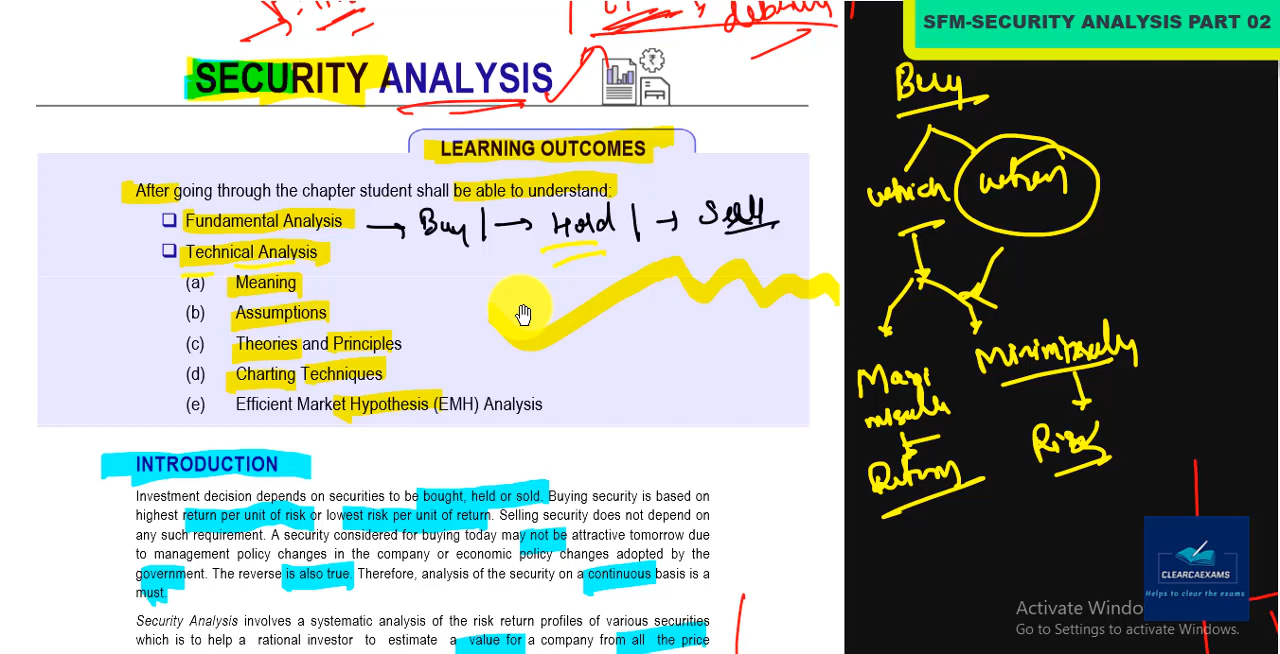 SFM-SECURITY ANALYSIS PART 02
SECURITY ANALYSIS
LEARNING OUTCOMES
After going through the chapter student shall be able to understand:
Fundamental Analysis → Buy | → Hold | → Sell
Technical Analysis
(a) Meaning
(b) Assumptions
(c) Theories and Principles
(d) Charting Techniques
(e) Efficient Market Hypothesis (EMH) Analysis
INTRODUCTION
Investment decision depends on securities to be bought, held or sold. Buying security is based on
highest return per unit of risk or lowest risk per unit of return. Selling security does not depend on
any such requirement. A security considered for buying today may not be attractive tomorrow due
to management policy changes in the company or economic policy changes adopted by the
government. The reverse is also true. Therefore, analysis of the security on a continuous basis is a
must.
Security Analysis involves a systematic analysis of the risk return profiles of various securities
which is to help a rational investor to estimate a value for a company from all the price
Buy
which
when
Return
Risk
CLEARCAEXAMS
Helps to clear the exams
Activate Windo
Go to Settings to activate Windows.